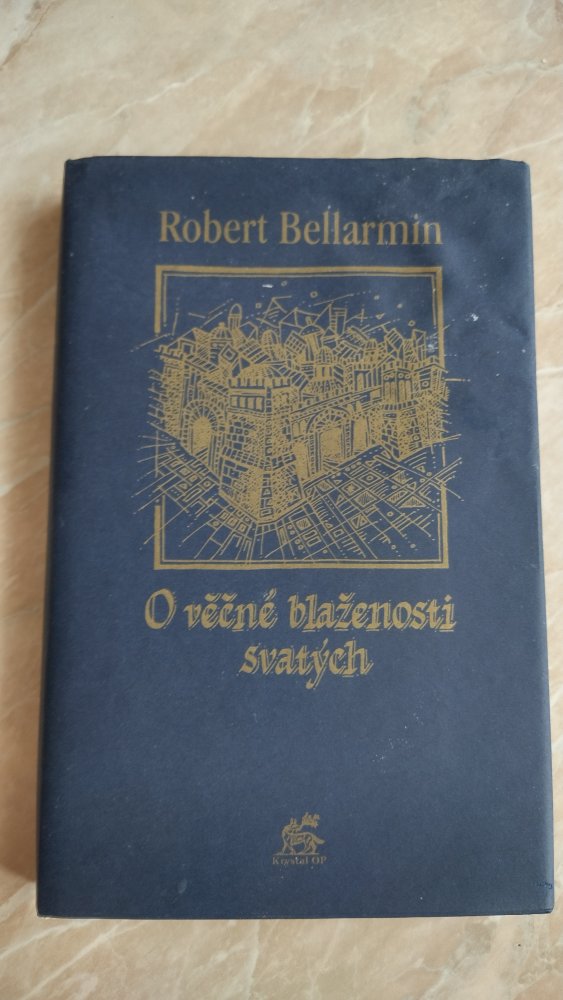 Robert Bellarmin
O věčné blaženosti
svatých
Krystal OP